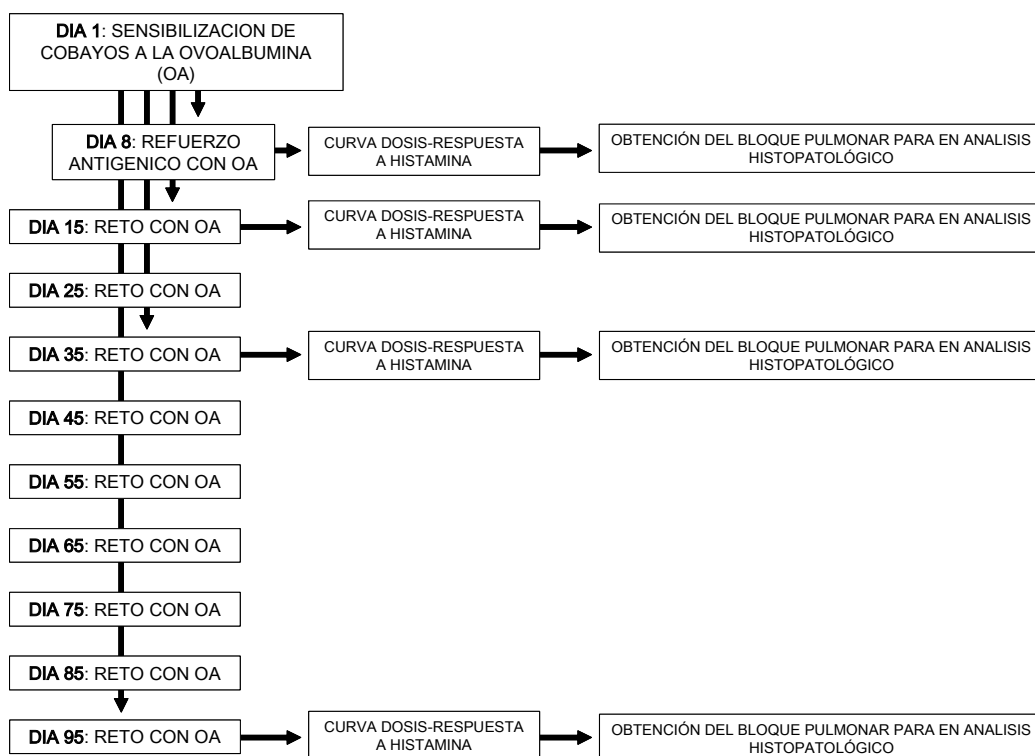 DIA 1: SENSIBILIZACION DE
COBAYOS A LA OVOALBUMINA
(OA)
DIA 8: REFUERZO
ANTIGENICO CON OA
CURVA DOSIS-RESPUESTA
A HISTAMINA
OBTENCIÓN DEL BLOQUE PULMONAR PARA EN ANALISIS
HISTOPATOLÓGICO
DIA 15: RETO CON OA
CURVA DOSIS-RESPUESTA
A HISTAMINA
OBTENCIÓN DEL BLOQUE PULMONAR PARA EN ANALISIS
HISTOPATOLÓGICO
DIA 25: RETO CON OA
DIA 35: RETO CON OA
CURVA DOSIS-RESPUESTA
A HISTAMINA
OBTENCIÓN DEL BLOQUE PULMONAR PARA EN ANALISIS
HISTOPATOLÓGICO
DIA 45: RETO CON OA
DIA 55: RETO CON OA
DIA 65: RETO CON OA
DIA 75: RETO CON OA
DIA 85: RETO CON OA
DIA 95: RETO CON OA
CURVA DOSIS-RESPUESTA
A HISTAMINA
OBTENCIÓN DEL BLOQUE PULMONAR PARA EN ANALISIS
HISTOPATOLÓGICO